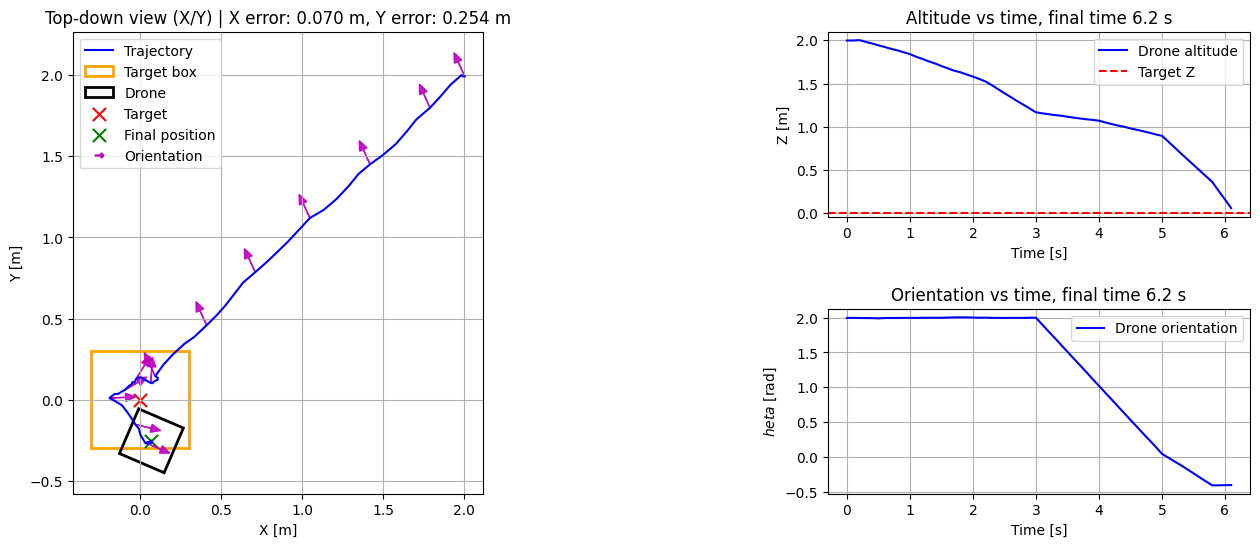 Top-down view (X/Y) | X error: 0.070 m, Y error: 0.254 m
Trajectory
Target box
Drone
Target
Final position
Orientation
2.0
1.5
1.0
0.5
0.0
−0.5
Y [m]
0.0 0.5 1.0 1.5 2.0
X [m]
Altitude vs time, final time 6.2 s
Drone altitude
Target Z
2.0
1.5
1.0
0.5
0.0
Z [m]
0 1 2 3 4 5 6
Time [s]
Orientation vs time, final time 6.2 s
Drone orientation
2.0
1.5
1.0
0.5
0.0
−0.5
heta [rad]
0 1 2 3 4 5 6
Time [s]